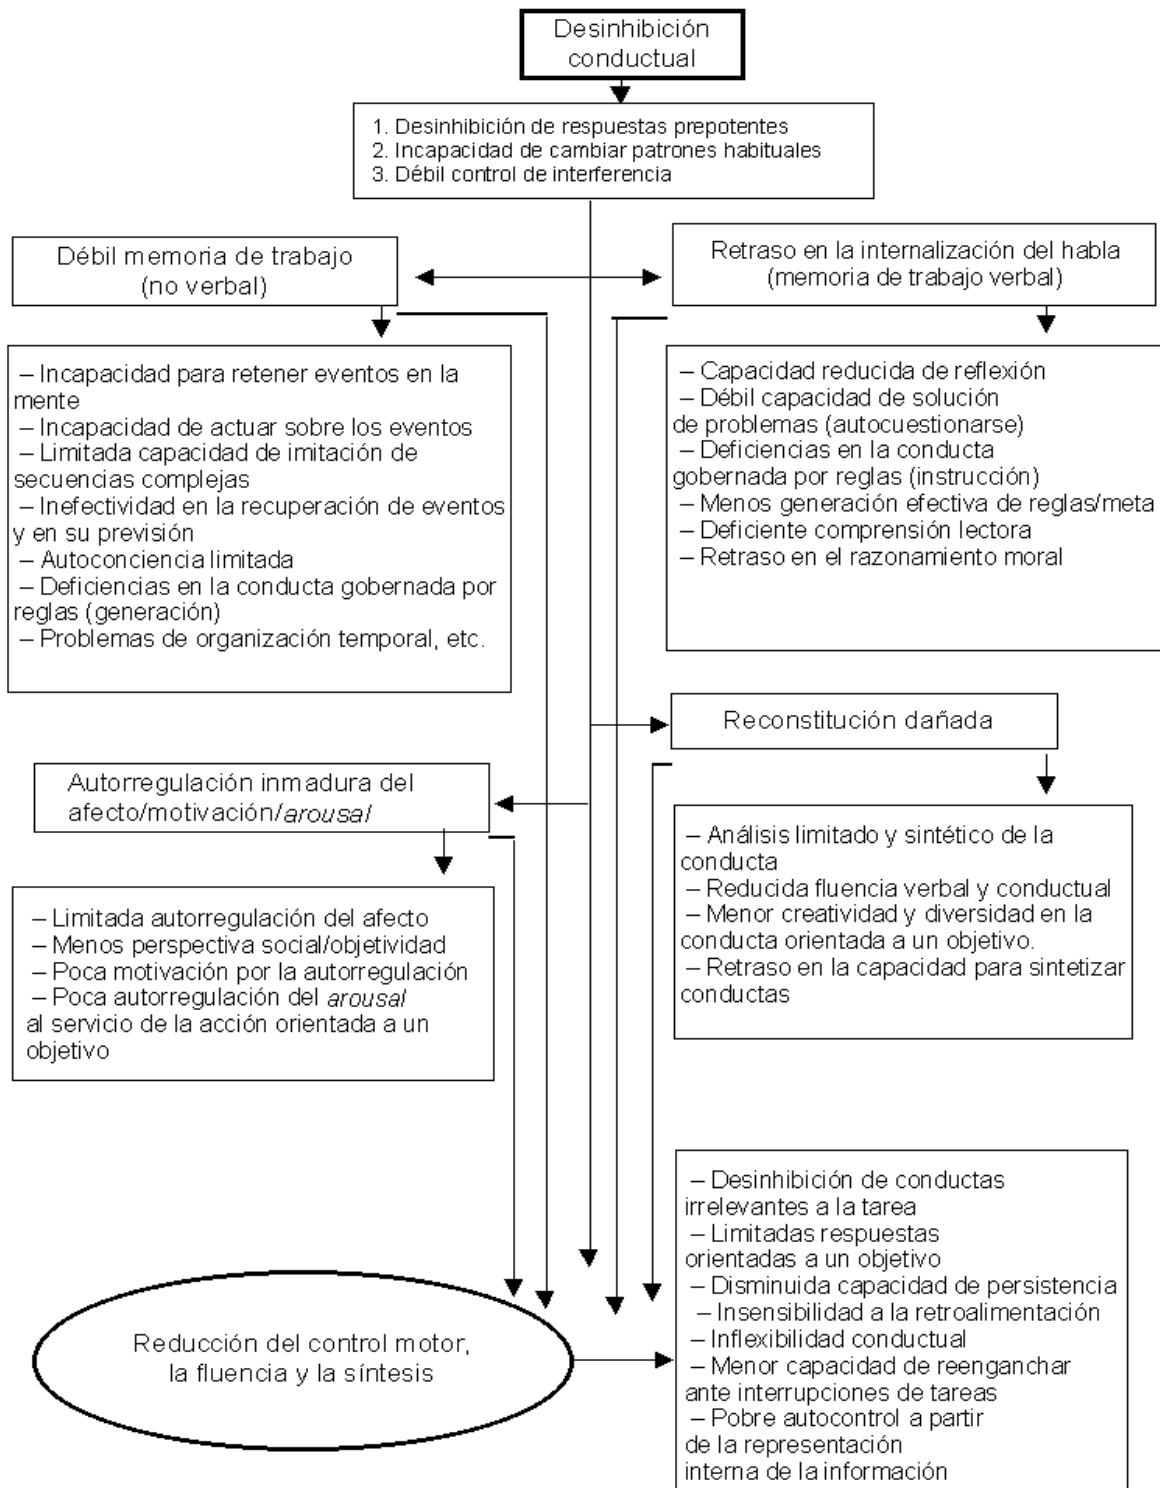 Desinhibición
conductual
1. Desinhibición de respuestas prepotentes
2. Incapacidad de cambiar patrones habituales
3. Débil control de interferencia
Débil memoria de trabajo
(no verbal)
Retraso en la internalización del habla
(memoria de trabajo verbal)
– Incapacidad para retener eventos en la
mente
– Incapacidad de actuar sobre los eventos
– Limitada capacidad de imitación de
secuencias complejas
– Inefectividad en la recuperación de eventos
y en su previsión
– Autoconciencia limitada
– Deficiencias en la conducta gobernada por
reglas (generación)
– Problemas de organización temporal, etc.
– Capacidad reducida de reflexión
– Débil capacidad de solución
de problemas (autocuestionarse)
– Deficiencias en la conducta
gobernada por reglas (instrucción)
– Menos generación efectiva de reglas/meta
– Deficiente comprensión lectora
– Retraso en el razonamiento moral
Reconstitución dañada
Autorregulación inmadura del
afecto/motivación/arousal
– Análisis limitado y sintético de la
conducta
– Reducida fluencia verbal y conductual
– Menor creatividad y diversidad en la
conducta orientada a un objetivo.
– Retraso en la capacidad para sintetizar
conductas
– Limitada autorregulación del afecto
– Menos perspectiva social/objetividad
– Poca motivación por la autorregulación
– Poca autorregulación del arousal
al servicio de la acción orientada a un
objetivo
Reducción del control motor,
la fluencia y la síntesis
– Desinhibición de conductas
irrelevantes a la tarea
– Limitadas respuestas
orientadas a un objetivo
– Disminuida capacidad de persistencia
– Insensibilidad a la retroalimentación
– Inflexibilidad conductual
– Menor capacidad de reenganchar
ante interrupciones de tareas
– Pobre autocontrol a partir
de la representación
interna de la información